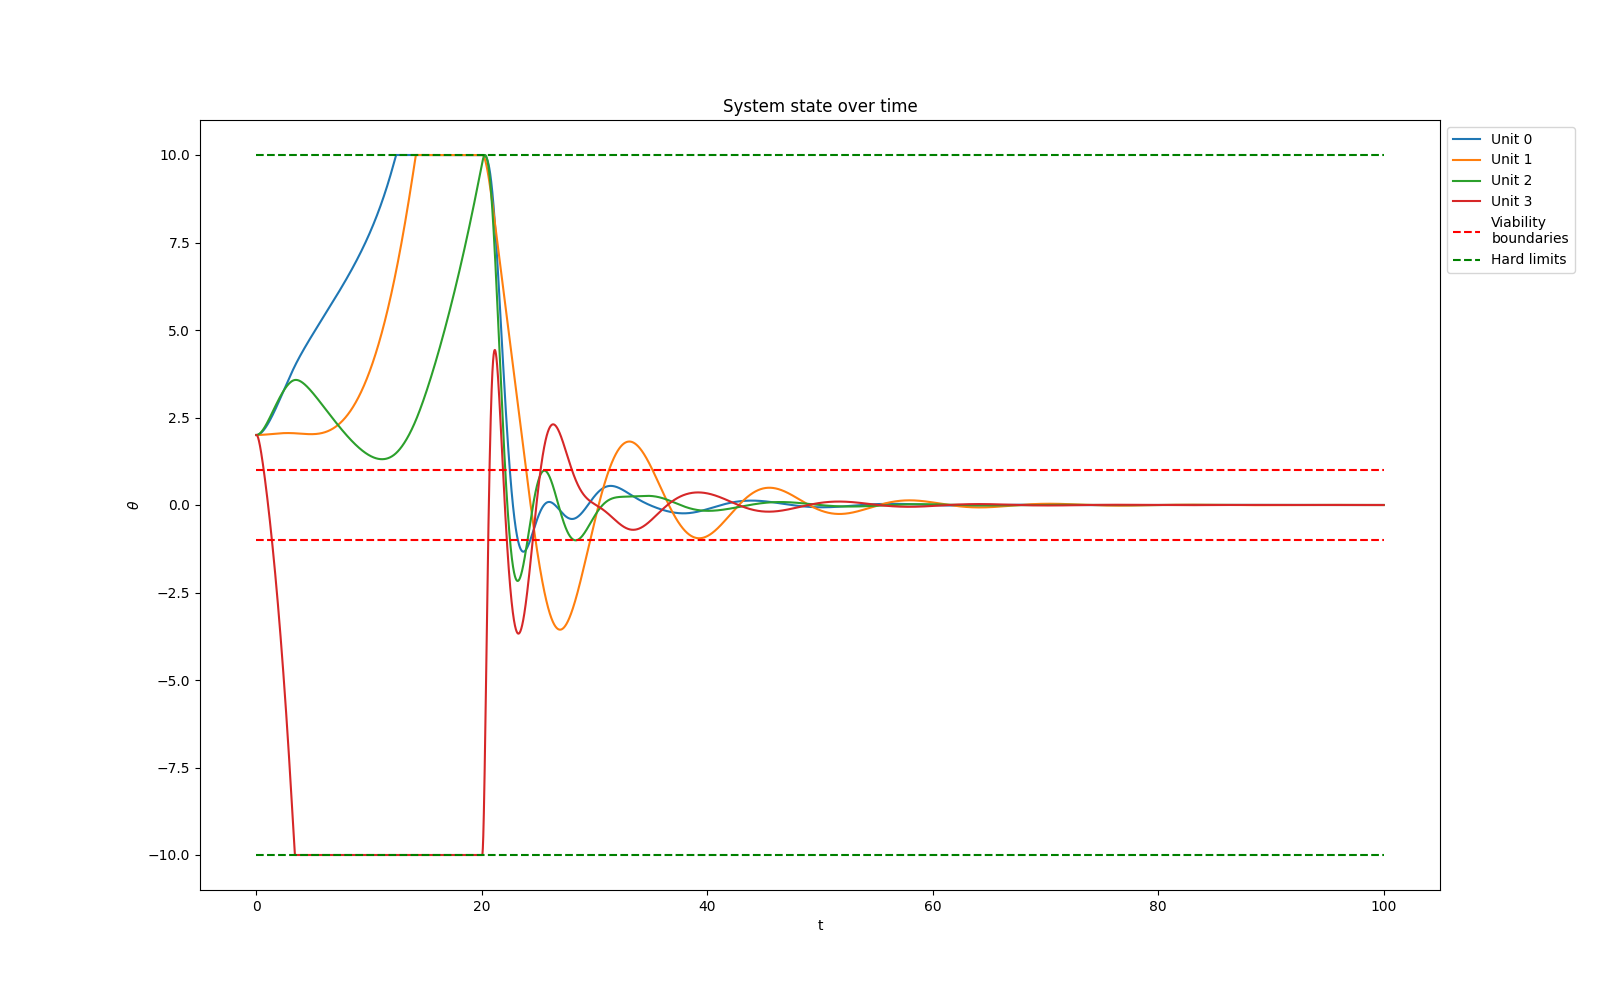 System state over time
10.0
7.5
5.0
2.5
0.0
−2.5
−5.0
−7.5
−10.0
θ
0
20
40
60
80
100
t
Unit 0
Unit 1
Unit 2
Unit 3
Viability
boundaries
Hard limits